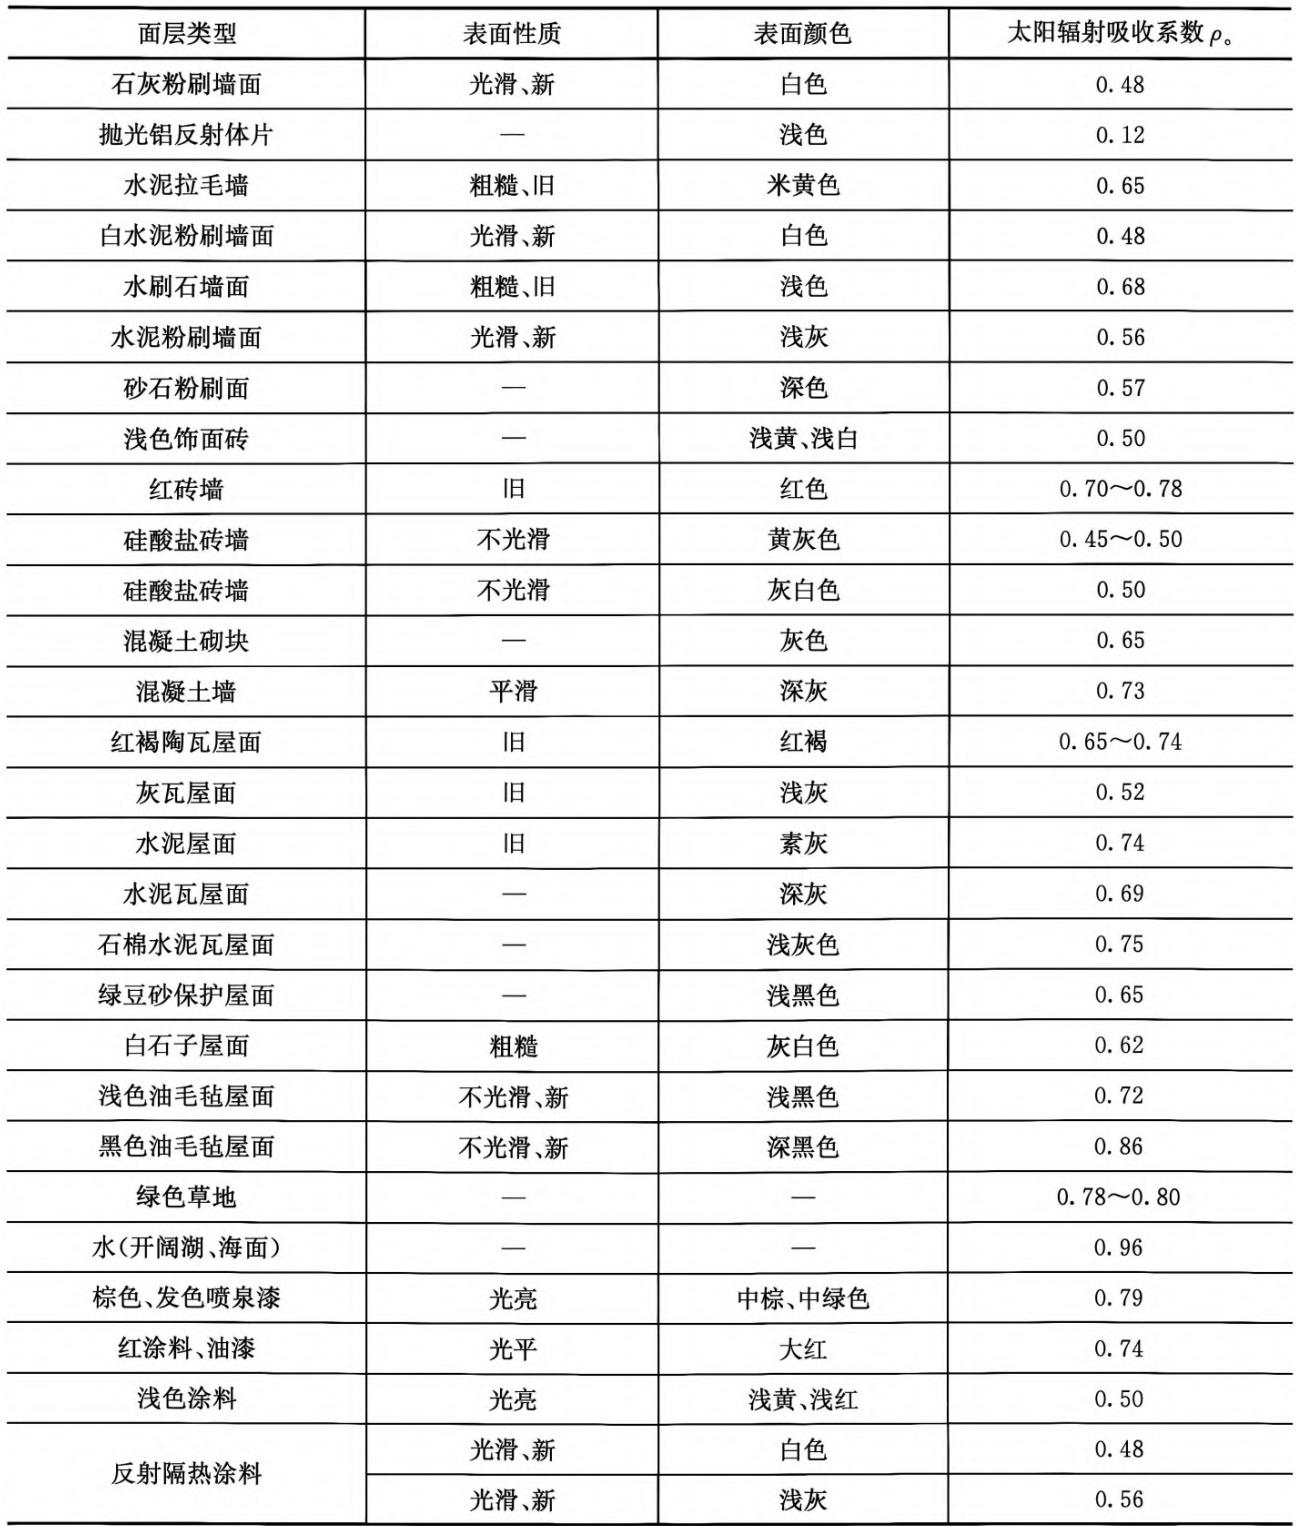 面层类型 表面性质 表面颜色 太阳辐射吸收系数 ρ。
石灰粉刷墙面 光滑、新 白色 0.48
抛光铝反射体片 — 浅色 0.12
水泥拉毛墙 粗糙、旧 米黄色 0.65
白水泥粉刷墙面 光滑、新 白色 0.48
水刷石墙面 粗糙、旧 浅色 0.68
水泥粉刷墙面 光滑、新 浅灰 0.56
砂石粉刷面 — 深色 0.57
浅色饰面砖 — 浅黄、浅白 0.50
红砖墙 旧 红色 0.70～0.78
硅酸盐砖墙 不光滑 黄灰色 0.45～0.50
硅酸盐砖墙 不光滑 灰白色 0.50
混凝土砌块 — 灰色 0.65
混凝土墙 平滑 深灰 0.73
红褐陶瓦屋面 旧 红褐 0.65～0.74
灰瓦屋面 旧 浅灰 0.52
水泥屋面 旧 素灰 0.74
水泥瓦屋面 — 深灰 0.69
石棉水泥瓦屋面 — 浅灰色 0.75
绿豆砂保护屋面 — 浅黑色 0.65
白石子屋面 粗糙 灰白色 0.62
浅色油毛毡屋面 不光滑、新 浅黑色 0.72
黑色油毛毡屋面 不光滑、新 深黑色 0.86
绿色草地 — — 0.78～0.80
水(开阔湖、海面) — — 0.96
棕色、发色喷泉漆 光亮 中棕、中绿色 0.79
红涂料、油漆 光平 大红 0.74
浅色涂料 光亮 浅黄、浅红 0.50
反射隔热涂料 光滑、新 白色 0.48
光滑、新 浅灰 0.56